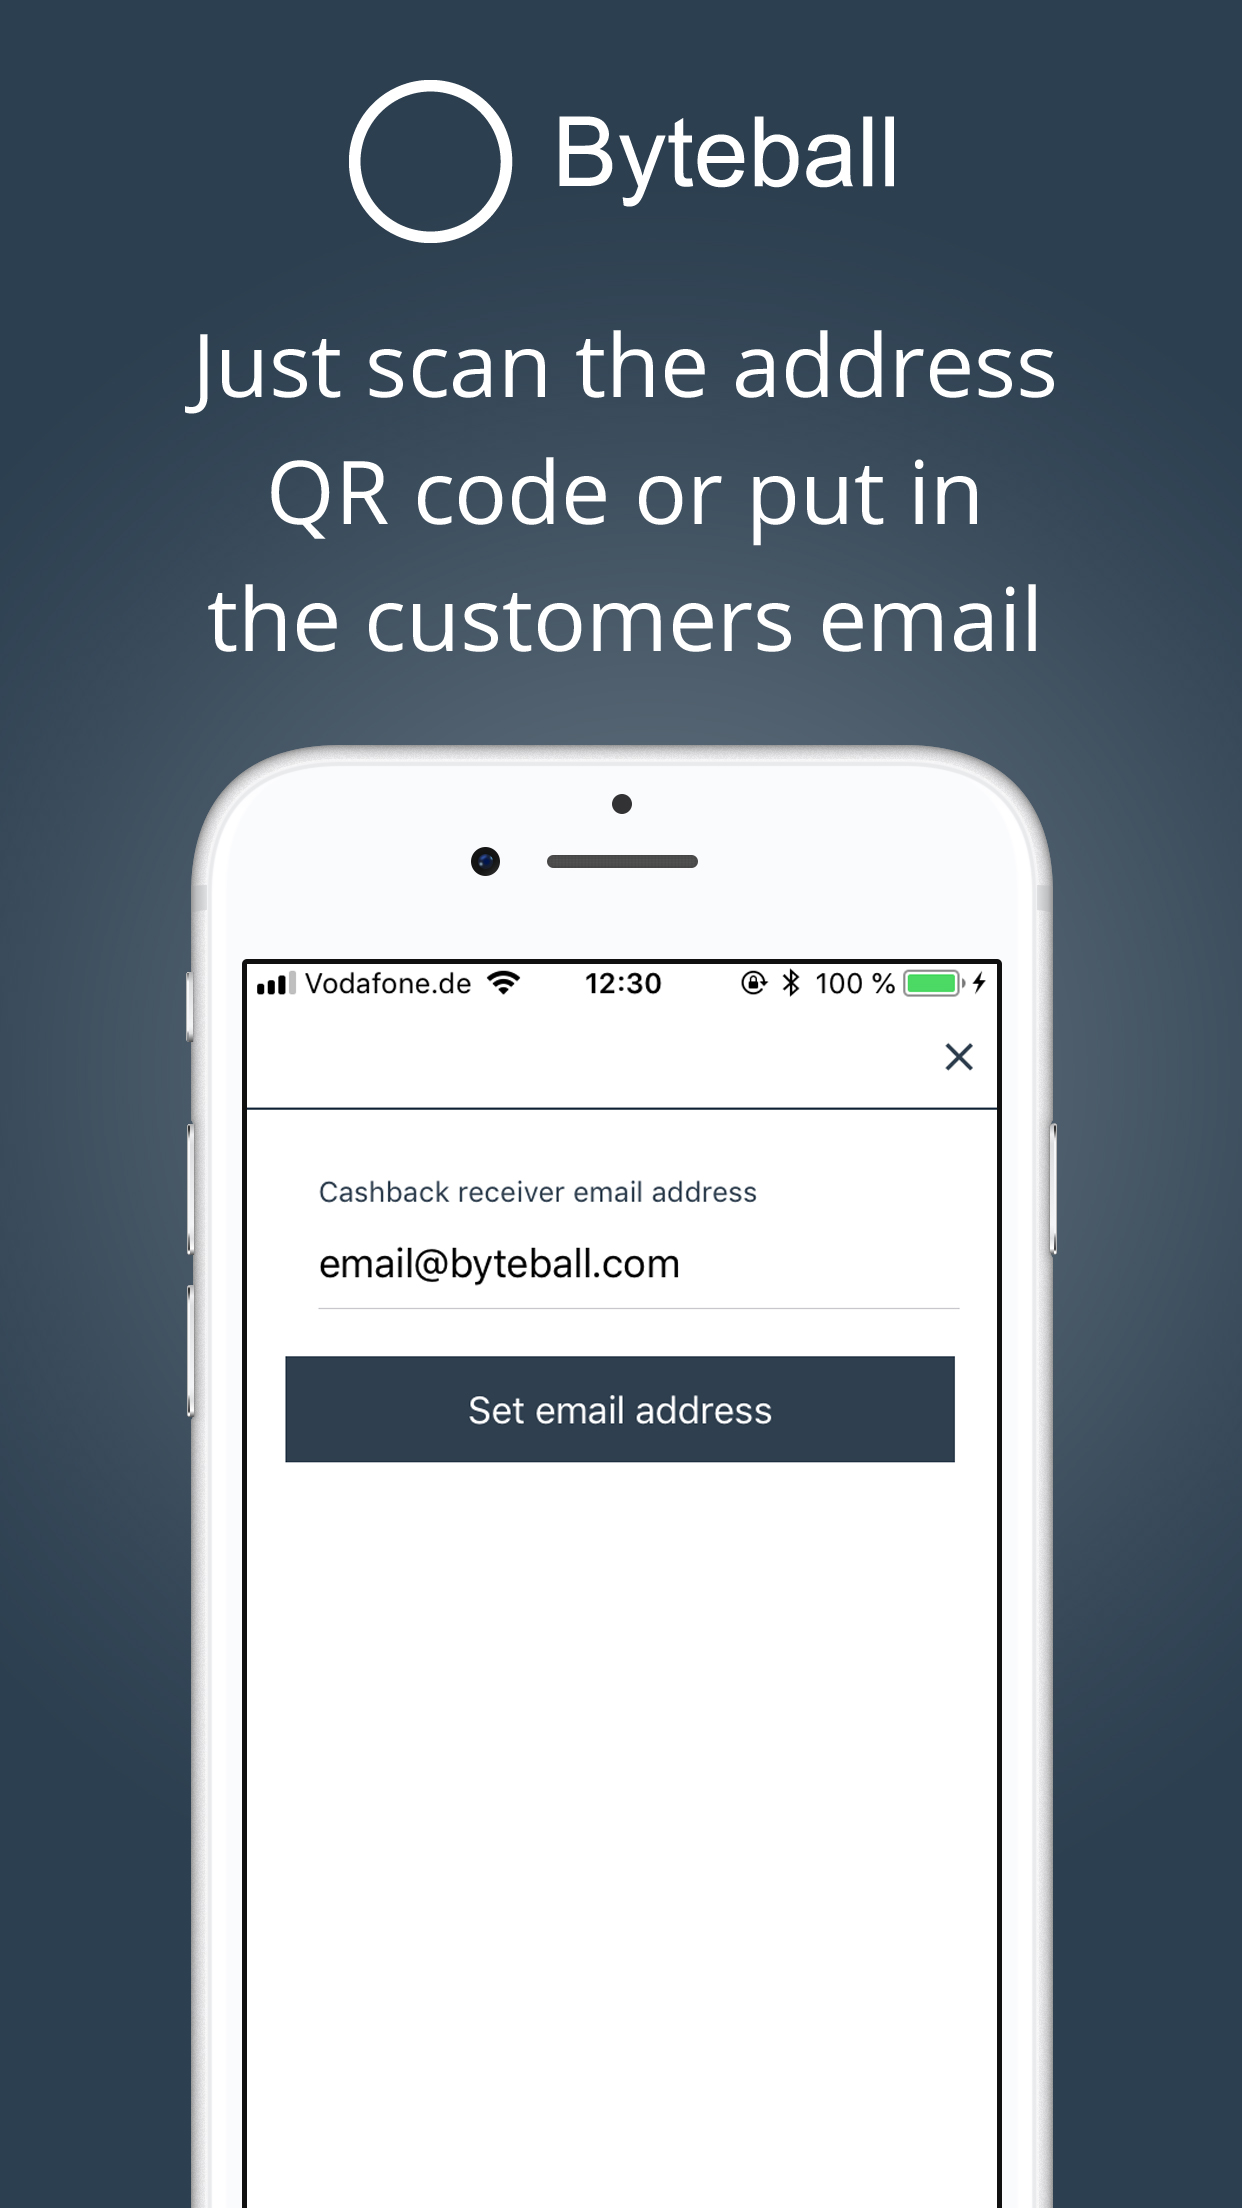 Byteball
Just scan the address
QR code or put in
the customers email
Vodafone.de 12:30 100 %
Cashback receiver email address
email@byteball.com
Set email address